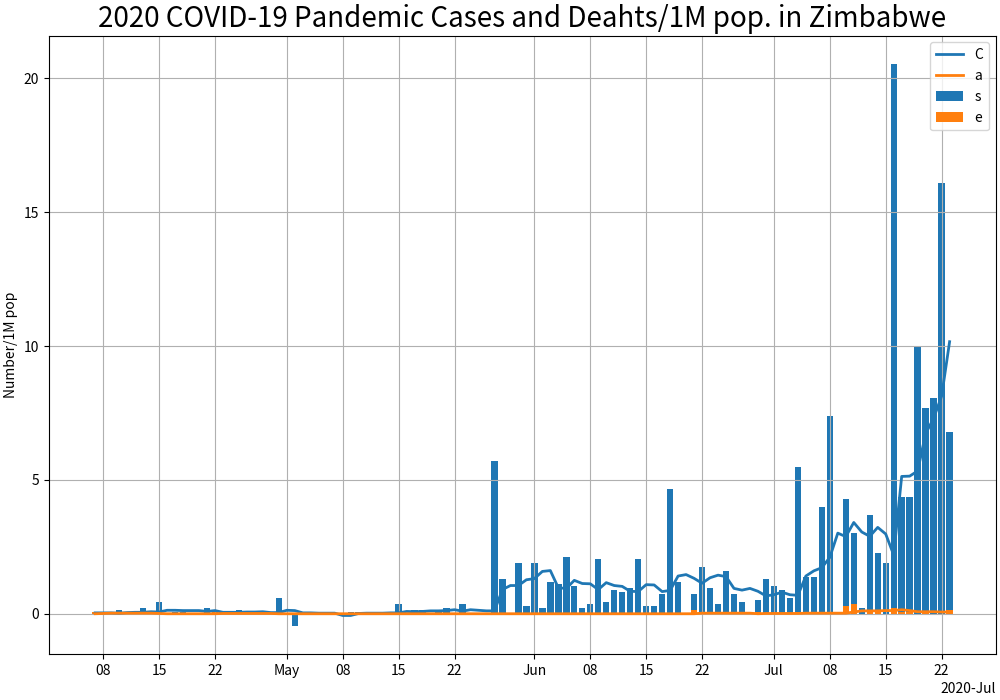 2020 COVID-19 Pandemic Cases and Deahts/1M pop. in Zimbabwe
C
a
s
e
Number/1M pop
20
15
10
5
0
08 15 22 May 08 15 22 Jun 08 15 22 Jul 08 15 22
2020-Jul